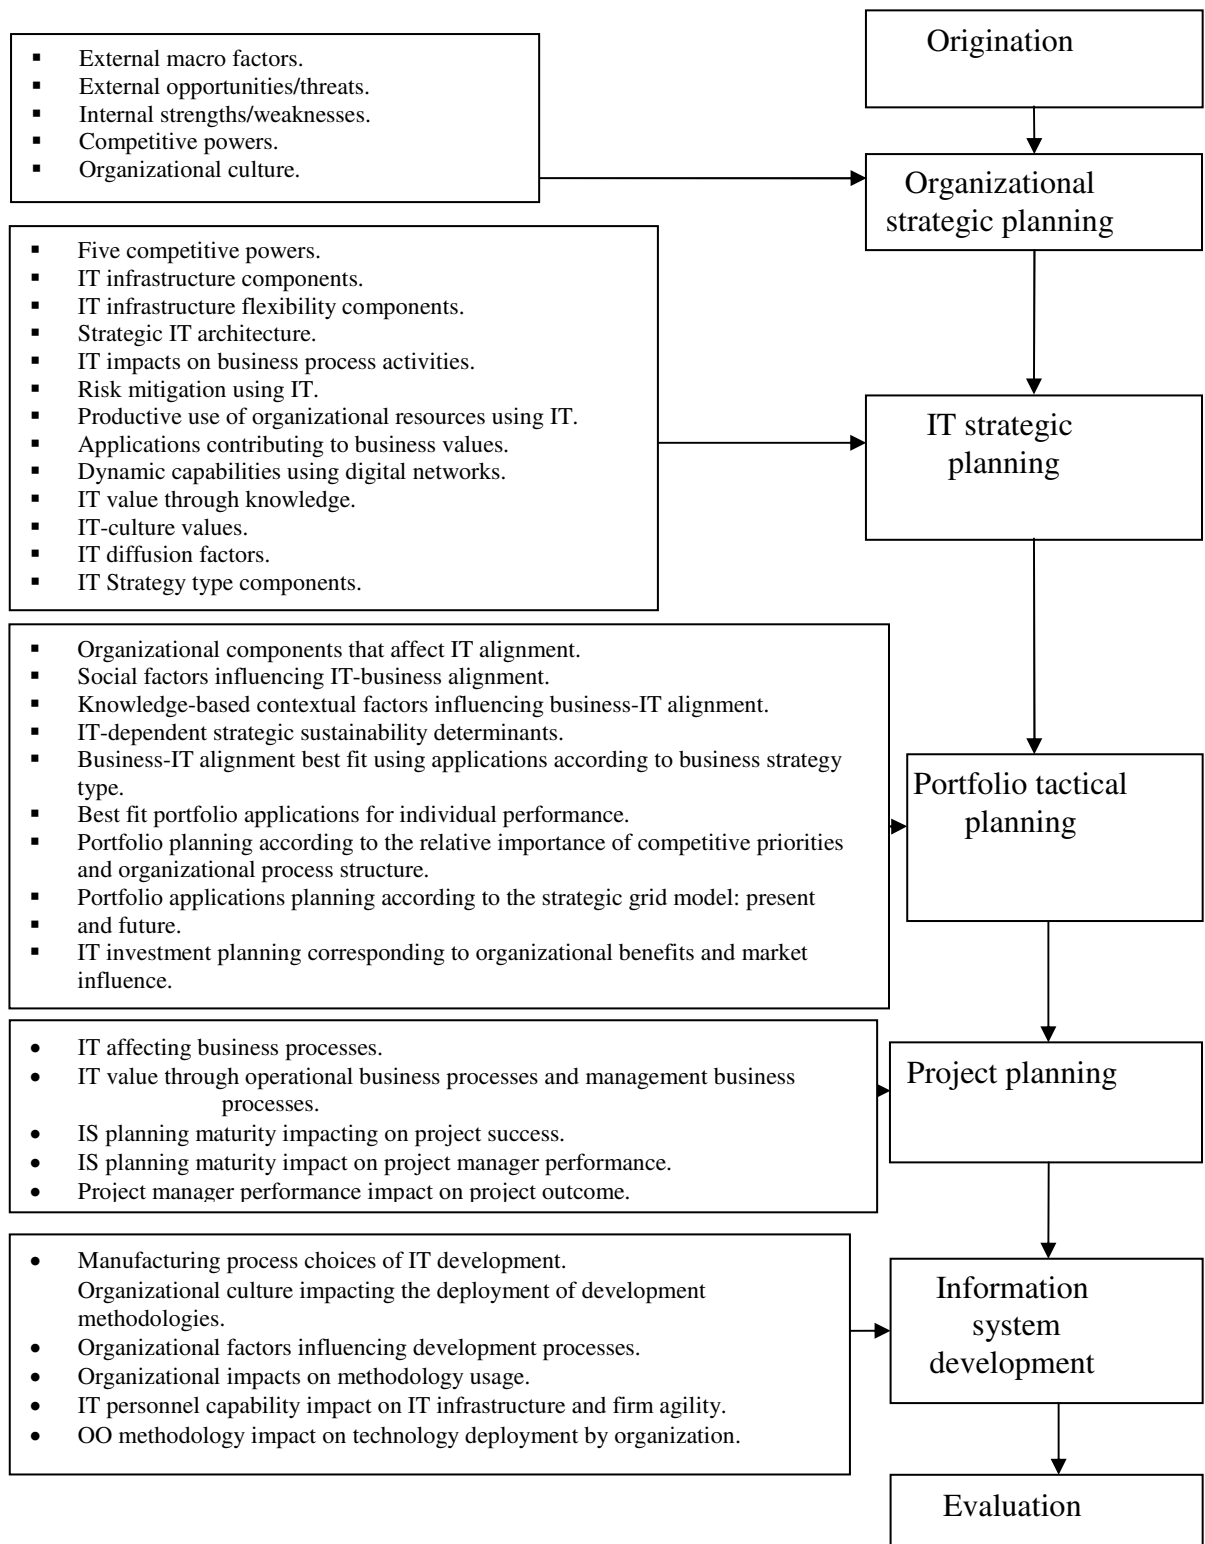 Origination
▪ External macro factors.
▪ External opportunities/threats.
▪ Internal strengths/weaknesses.
▪ Competitive powers.
▪ Organizational culture.
Organizational
strategic planning
▪ Five competitive powers.
▪ IT infrastructure components.
▪ IT infrastructure flexibility components.
▪ Strategic IT architecture.
▪ IT impacts on business process activities.
▪ Risk mitigation using IT.
▪ Productive use of organizational resources using IT.
▪ Applications contributing to business values.
▪ Dynamic capabilities using digital networks.
▪ IT value through knowledge.
▪ IT-culture values.
▪ IT diffusion factors.
▪ IT Strategy type components.
IT strategic
planning
▪ Organizational components that affect IT alignment.
▪ Social factors influencing IT-business alignment.
▪ Knowledge-based contextual factors influencing business-IT alignment.
▪ IT-dependent strategic sustainability determinants.
▪ Business-IT alignment best fit using applications according to business strategy
type.
▪ Best fit portfolio applications for individual performance.
▪ Portfolio planning according to the relative importance of competitive priorities
and organizational process structure.
▪ Portfolio applications planning according to the strategic grid model: present
▪ and future.
▪ IT investment planning corresponding to organizational benefits and market
influence.
Portfolio tactical
planning
• IT affecting business processes.
• IT value through operational business processes and management business
processes.
• IS planning maturity impacting on project success.
• IS planning maturity impact on project manager performance.
• Project manager performance impact on project outcome.
Project planning
• Manufacturing process choices of IT development.
Organizational culture impacting the deployment of development
methodologies.
• Organizational factors influencing development processes.
• Organizational impacts on methodology usage.
• IT personnel capability impact on IT infrastructure and firm agility.
• OO methodology impact on technology deployment by organization.
Information
system
development
Evaluation